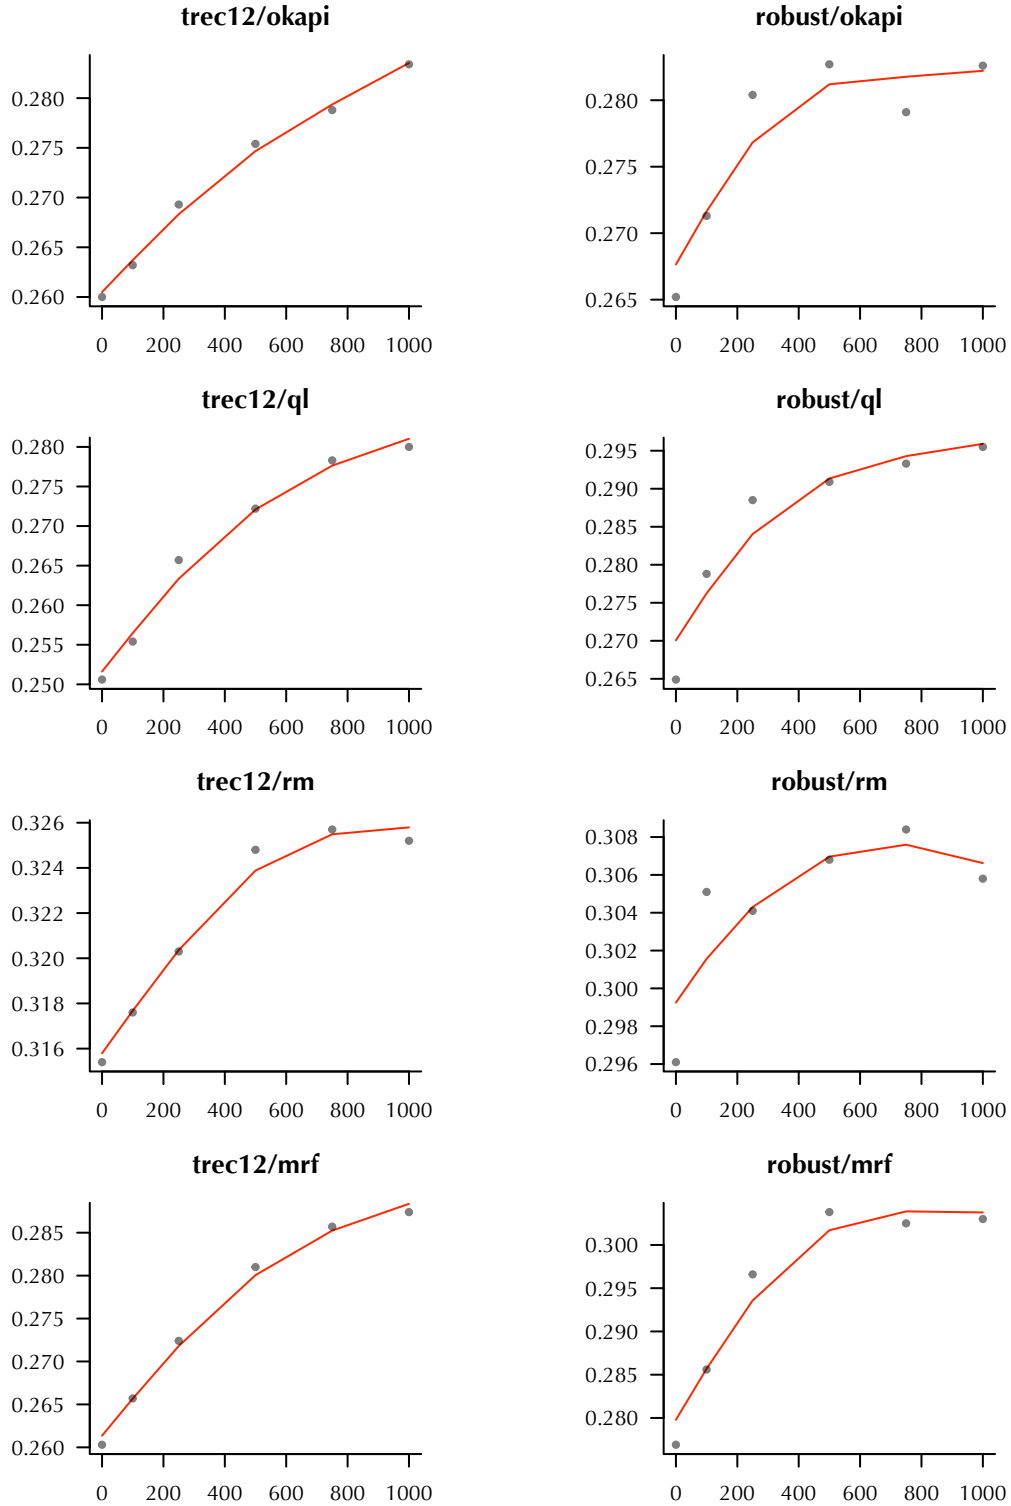 trec12/okapi
0.280
0.275
0.270
0.265
0.260
0 200 400 600 800 1000
robust/okapi
0.280
0.275
0.270
0.265
0 200 400 600 800 1000
trec12/ql
0.280
0.275
0.270
0.265
0.260
0.255
0.250
0 200 400 600 800 1000
robust/ql
0.295
0.290
0.285
0.280
0.275
0.270
0.265
0 200 400 600 800 1000
trec12/rm
0.326
0.324
0.322
0.320
0.318
0.316
0 200 400 600 800 1000
robust/rm
0.308
0.306
0.304
0.302
0.300
0.298
0.296
0 200 400 600 800 1000
trec12/mrf
0.285
0.280
0.275
0.270
0.265
0.260
0 200 400 600 800 1000
robust/mrf
0.300
0.295
0.290
0.285
0.280
0 200 400 600 800 1000